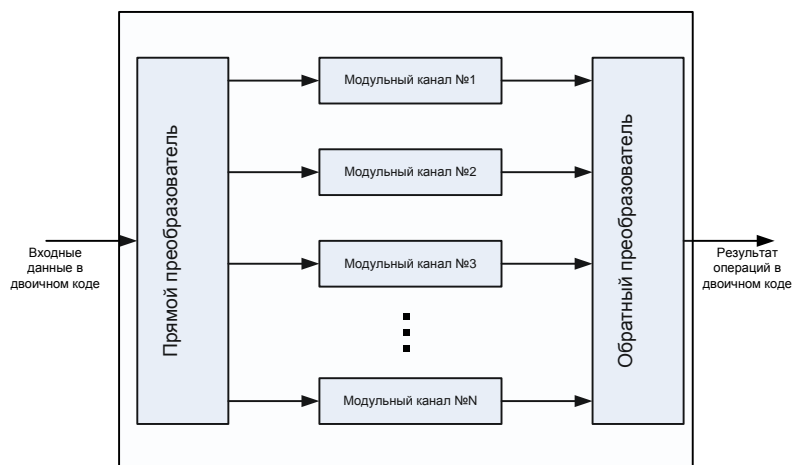 Входные
данные в
двоичном коде
Прямой преобразователь
Модульный канал №1
Модульный канал №2
Модульный канал №3
Модульный канал №N
Обратный преобразователь
Результат
операций в
двоичном коде